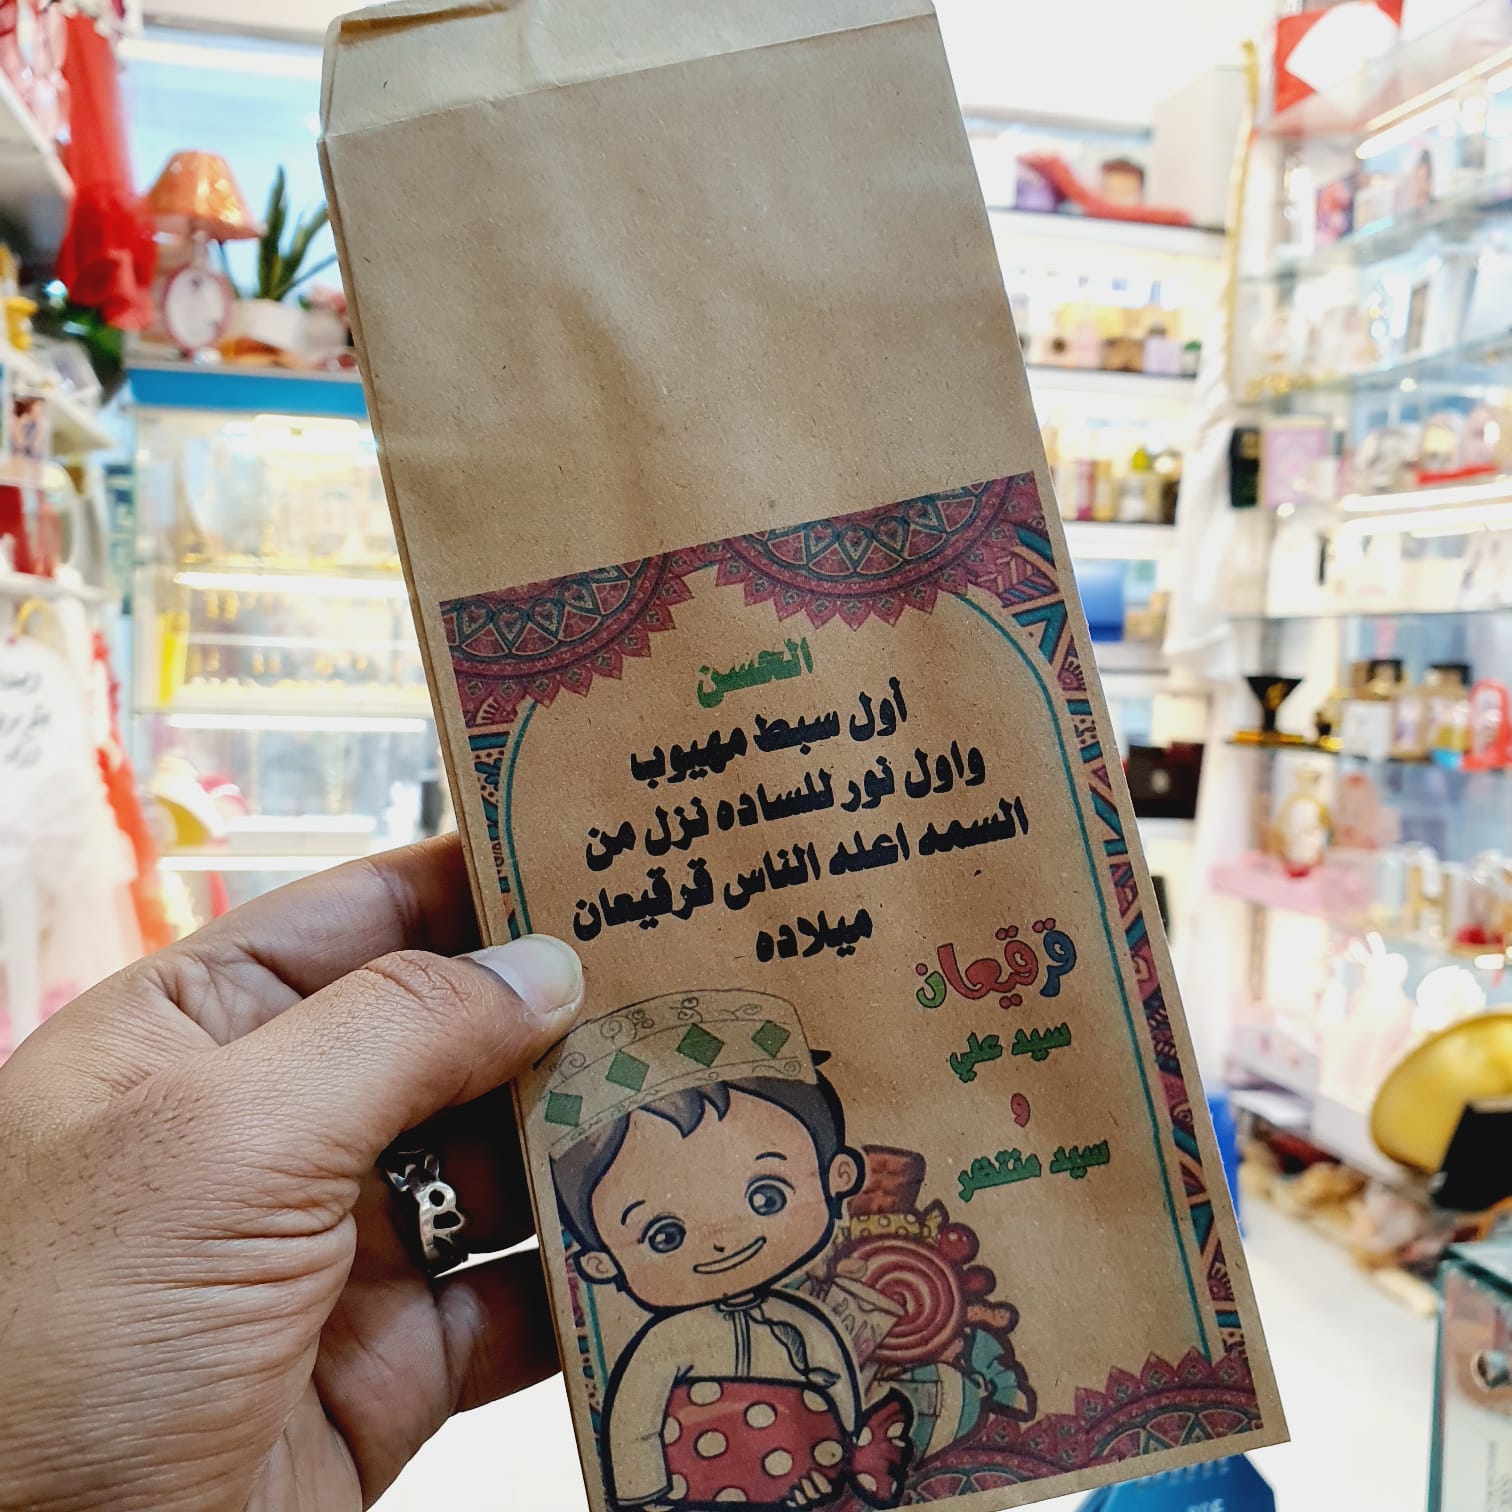 الحسن
أول سبط مهيوب
واول نور للساده نزل من
السمه اعله الناس قرقيعان
ميلاده
قرقيعان
سيد علي
و
سيد منتظر